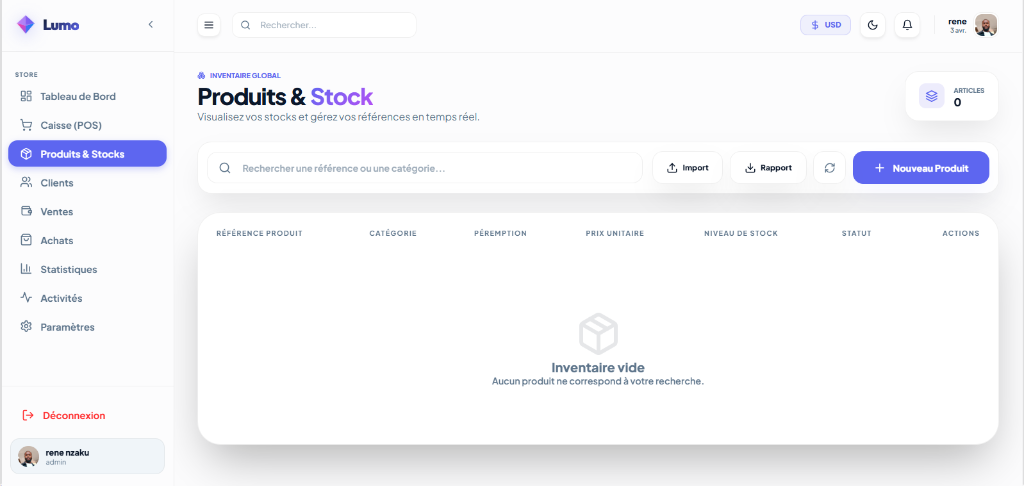 Lumo
Rechercher...
USD
rene
3 avr.
STORE
Tableau de Bord
Caisse (POS)
Produits & Stocks
Clients
Ventes
Achats
Statistiques
Activités
Paramètres
Déconnexion
rene nzaku
admin
INVENTAIRE GLOBAL
Produits & Stock
Visualisez vos stocks et gérez vos références en temps réel.
ARTICLES
0
Rechercher une référence ou une catégorie...
Import
Rapport
Nouveau Produit
RÉFÉRENCE PRODUIT CATÉGORIE PÉREMPTION PRIX UNITAIRE NIVEAU DE STOCK STATUT ACTIONS
Inventaire vide
Aucun produit ne correspond à votre recherche.